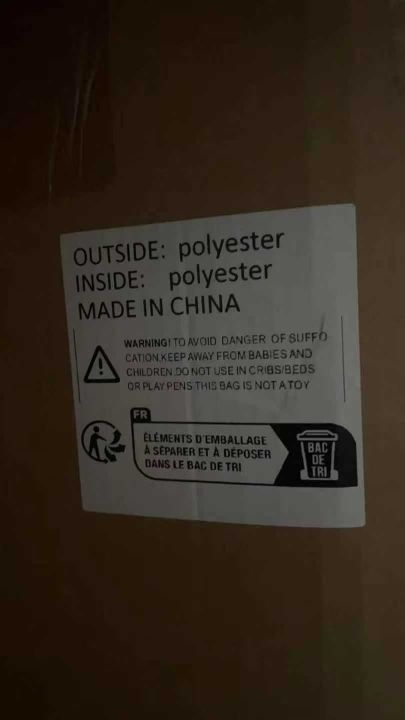 OUTSIDE: polyester
INSIDE: polyester
MADE IN CHINA
WARNING! TO AVOID DANGER OF SUFFO
CATION.KEEP AWAY FROM BABIES AND
CHILDREN.DO NOT USE IN CRIBS/BEDS
OR PLAY PENS THIS BAG IS NOT A TOY
FR
ÉLÉMENTS D'EMBALLAGE
À SÉPARER ET À DÉPOSER
DANS LE BAC DE TRI
BAC
DE
TRI